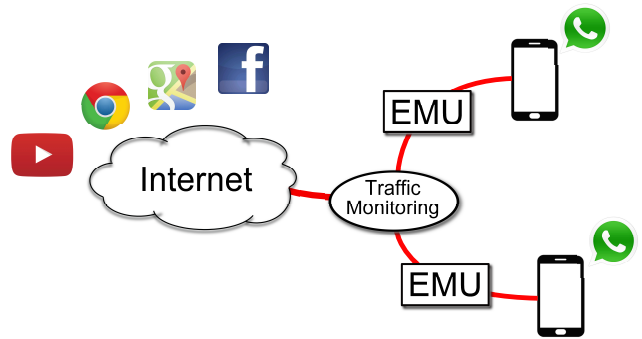 EMU
Internet
Traffic
Monitoring
EMU